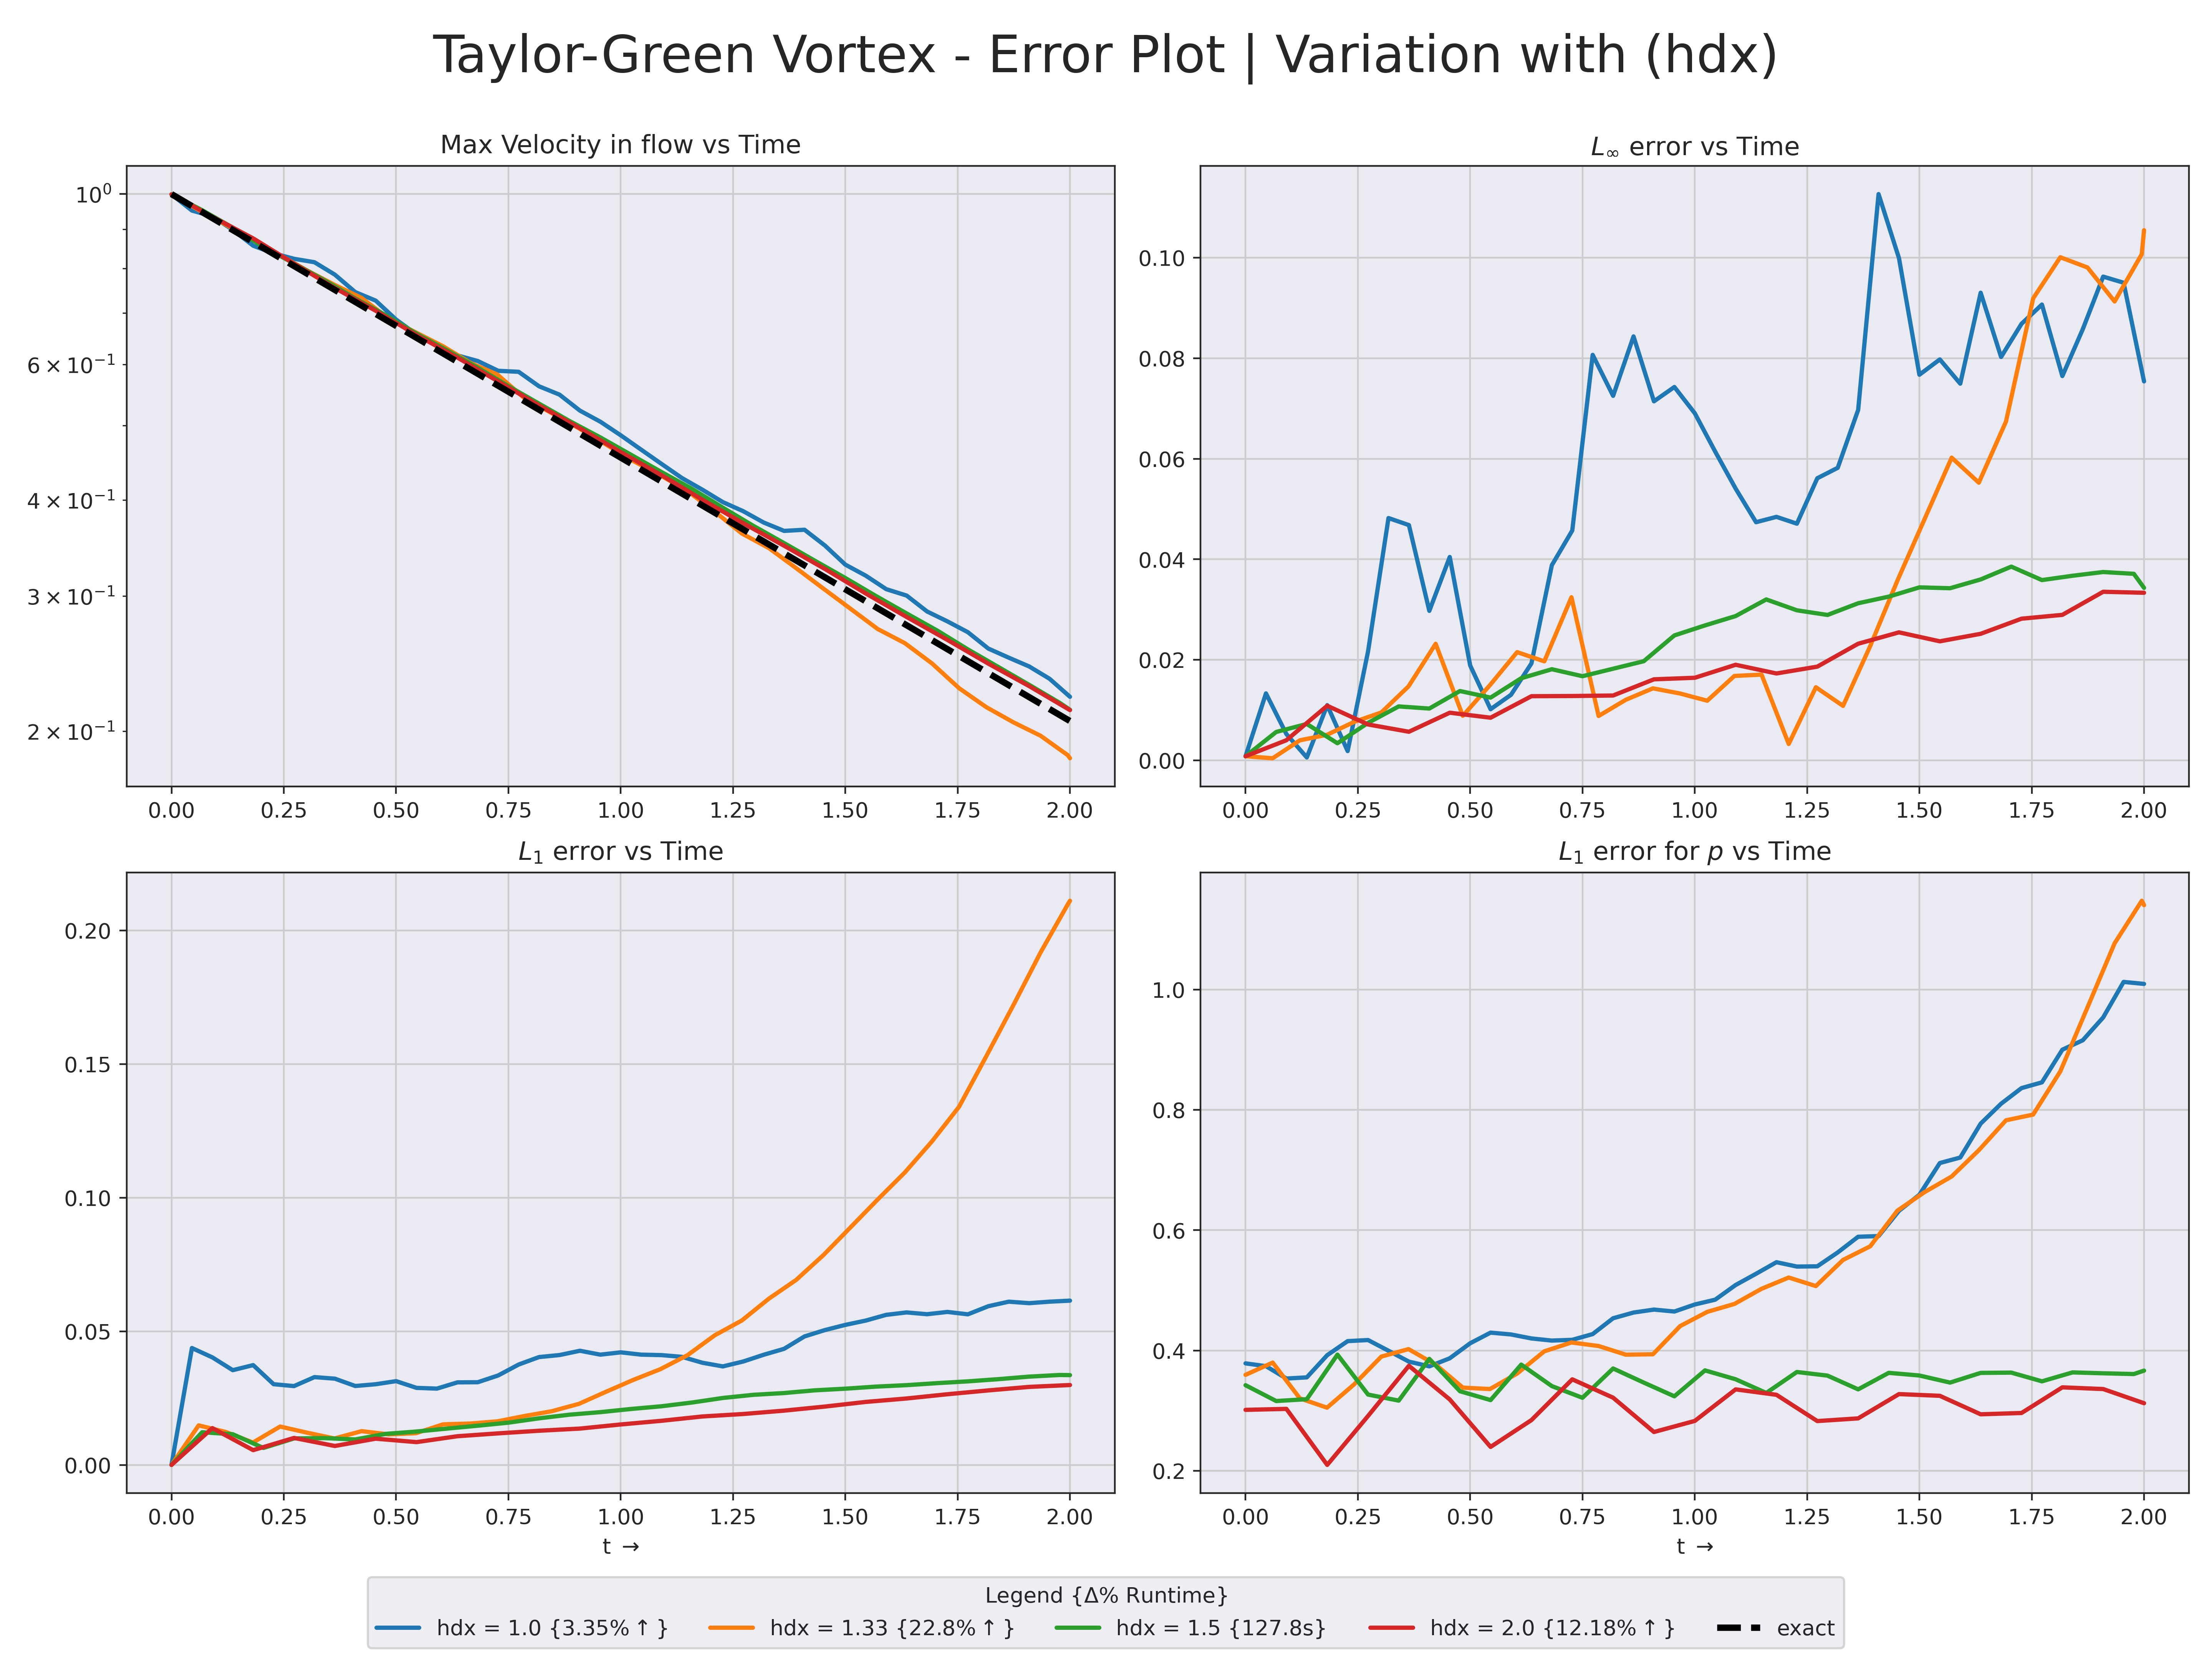 Taylor-Green Vortex - Error Plot | Variation with (hdx)
Max Velocity in flow vs Time
10⁰
6 × 10⁻¹
4 × 10⁻¹
3 × 10⁻¹
2 × 10⁻¹
0.00 0.25 0.50 0.75 1.00 1.25 1.50 1.75 2.00
L∞ error vs Time
0.10
0.08
0.06
0.04
0.02
0.00
0.00 0.25 0.50 0.75 1.00 1.25 1.50 1.75 2.00
L₁ error vs Time
0.20
0.15
0.10
0.05
0.00
0.00 0.25 0.50 0.75 1.00 1.25 1.50 1.75 2.00
t →
L₁ error for p vs Time
1.0
0.8
0.6
0.4
0.2
0.00 0.25 0.50 0.75 1.00 1.25 1.50 1.75 2.00
t →
Legend {Δ% Runtime}
hdx = 1.0 {3.35% ↑ } hdx = 1.33 {22.8% ↑ } hdx = 1.5 {127.8s} hdx = 2.0 {12.18% ↑ } exact